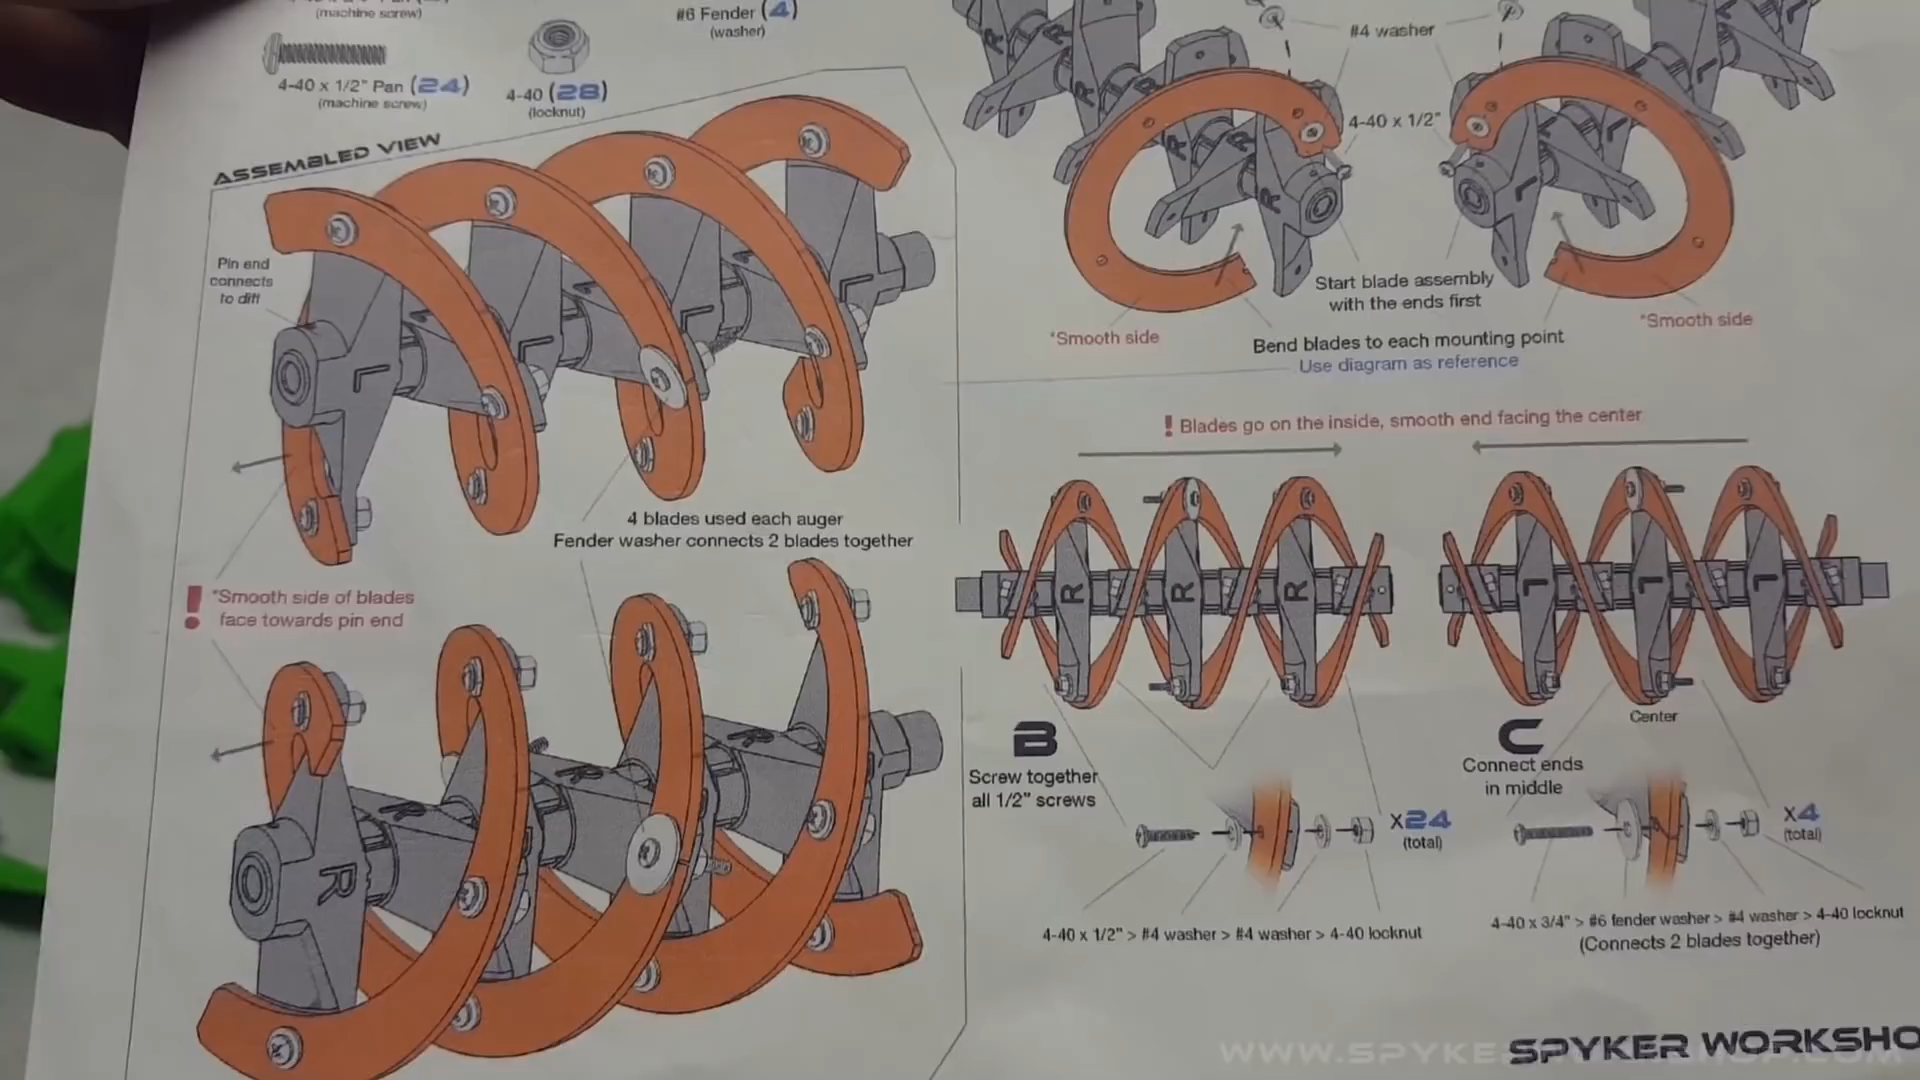 (machine screw)
#6 Fender (4)
(washer)
4-40 x 1/2" Pan (24)
(machine screw)
4-40 (28)
(locknut)
ASSEMBLED VIEW
Pin end
connects
to diff
L
L
L
L
4 blades used each auger
Fender washer connects 2 blades together
! *Smooth side of blades
face towards pin end
R
R
R
R
#4 washer
4-40 x 1/2"
R
R
R
R
L
L
L
Start blade assembly
with the ends first
*Smooth side
*Smooth side
Bend blades to each mounting point
Use diagram as reference
! Blades go on the inside, smooth end facing the center
R R R
L L L
Center
B
Screw together
all 1/2" screws
x24
(total)
4-40 x 1/2" > #4 washer > #4 washer > 4-40 locknut
C
Connect ends
in middle
x4
(total)
4-40 x 3/4" > #6 fender washer > #4 washer > 4-40 locknut
(Connects 2 blades together)
SPYKER WORKSHO